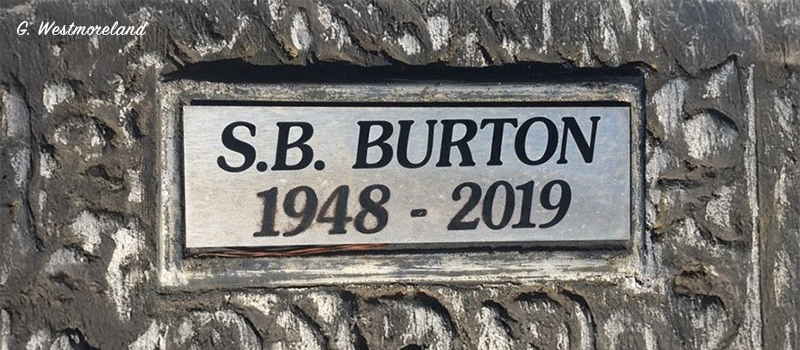 G. Westmoreland
S.B. BURTON
1948 - 2019